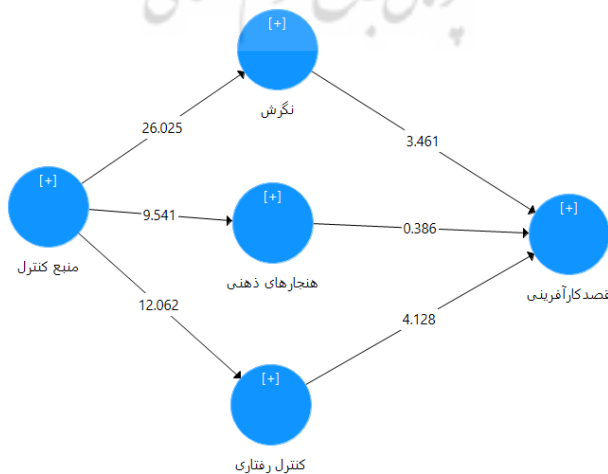 [+]
نگرش
26.025
3.461
[+]
منبع کنترل
9.541
[+]
هنجارهای ذهنی
0.386
[+]
قصدکارآفرینی
12.062
4.128
[+]
کنترل رفتاری